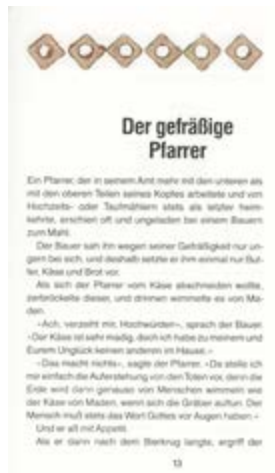 Der gefräßige
Pfarrer
Ein Pfarrer, der in seinem Amt mehr mit den unteren als
mit den oberen Teilen seines Kopfes arbeitete und von
Hochzeits- oder Taufmählern stets als letzter heim-
kehrte, erschien oft und ungeladen bei einem Bauern
zum Mahl.
Der Bauer sah ihn wegen seiner Gefräßigkeit nur un-
gern bei sich, und deshalb setzte er ihm einmal nur But-
ter, Käse und Brot vor.
Als sich der Pfarrer vom Käse abschneiden wollte,
zerbröckelte dieser, und drinnen wimmelte es von Ma-
den.
»Ach, verzeiht mir, Hochwürden«, sprach der Bauer.
»Der Käse ist sehr madig, doch ich habe zu meinem und
Eurem Unglück keinen anderen im Hause.«
»Das macht nichts«, sagte der Pfarrer. »Da stelle ich
mir einfach die Auferstehung von den Toten vor, denn die
Erde wird dann genauso von Menschen wimmeln wie
der Käse von Maden, wenn sich die Gräber auftun. Der
Mensch muß stets das Wort Gottes vor Augen haben.«
Und er aß mit Appetit.
Als er dann nach dem Bierkrug langte, ergriff der
13